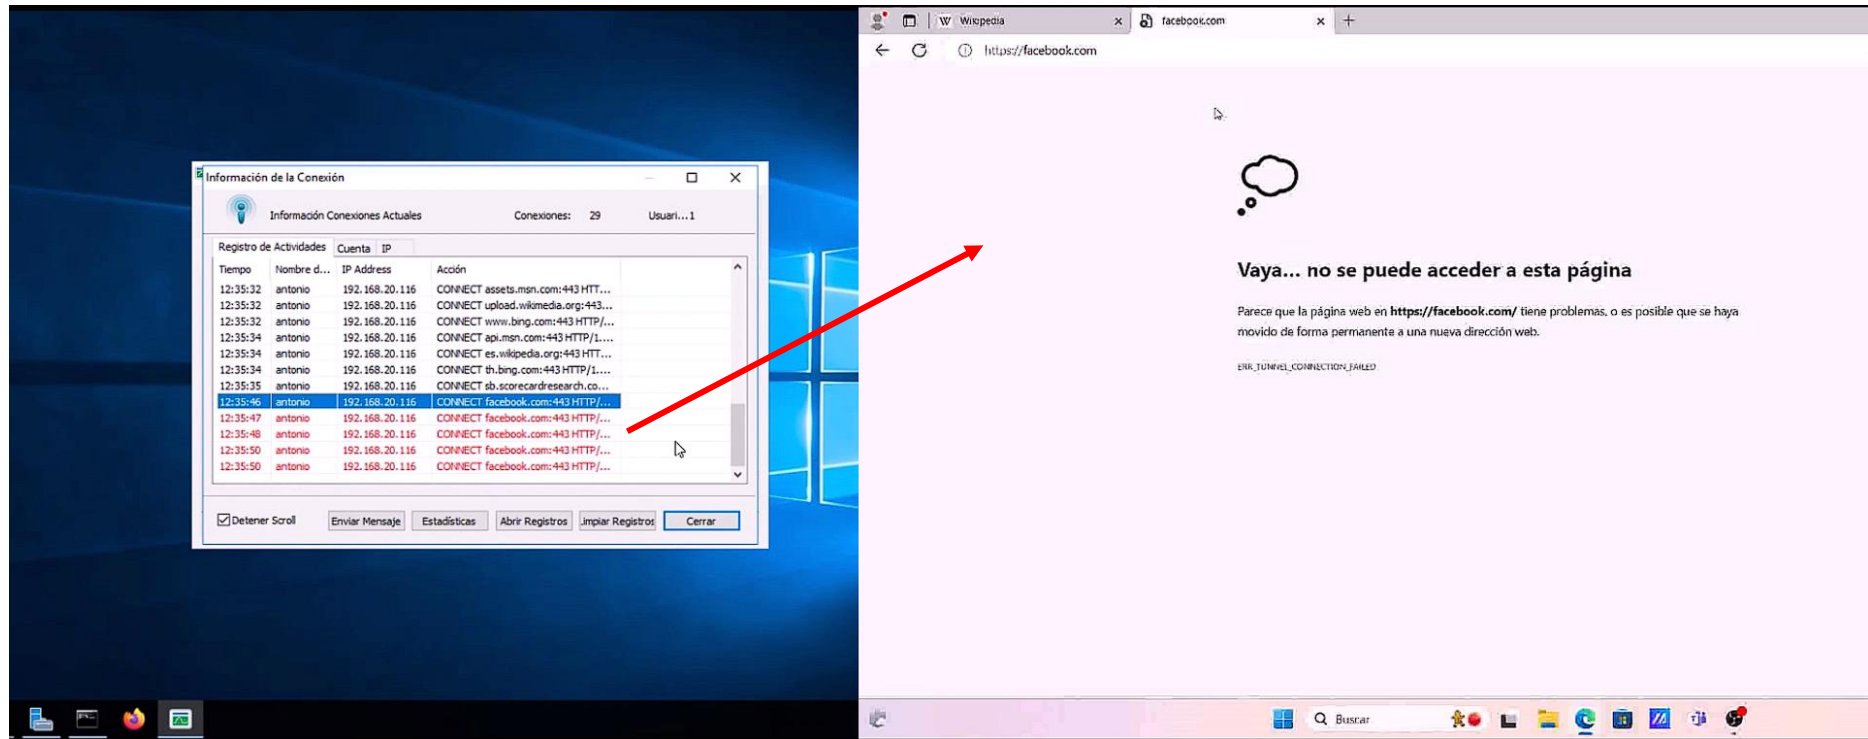 Información de la Conexión
Información Conexiones Actuales Conexiones: 29 Usuari...1
Registro de Actividades Cuenta IP
Tiempo Nombre d... IP Address Acción
12:35:32 antonio 192.168.20.116 CONNECT assets.msn.com:443 HTT...
12:35:32 antonio 192.168.20.116 CONNECT upload.wikimedia.org:443...
12:35:32 antonio 192.168.20.116 CONNECT www.bing.com:443 HTTP/...
12:35:34 antonio 192.168.20.116 CONNECT api.msn.com:443 HTTP/1....
12:35:34 antonio 192.168.20.116 CONNECT es.wikipedia.org:443 HTT...
12:35:34 antonio 192.168.20.116 CONNECT th.bing.com:443 HTTP/1....
12:35:35 antonio 192.168.20.116 CONNECT sb.scorecardresearch.co...
12:35:46 antonio 192.168.20.116 CONNECT facebook.com:443 HTTP/...
12:35:47 antonio 192.168.20.116 CONNECT facebook.com:443 HTTP/...
12:35:48 antonio 192.168.20.116 CONNECT facebook.com:443 HTTP/...
12:35:50 antonio 192.168.20.116 CONNECT facebook.com:443 HTTP/...
12:35:50 antonio 192.168.20.116 CONNECT facebook.com:443 HTTP/...
Detener Scroll Enviar Mensaje Estadísticas Abrir Registros .impiar Registros Cerrar
W Wikipedia facebook.com
https://facebook.com
Vaya... no se puede acceder a esta página
Parece que la página web en https://facebook.com/ tiene problemas, o es posible que se haya
movido de forma permanente a una nueva dirección web.
ERR_TUNNEL_CONNECTION_FAILED
Buscar